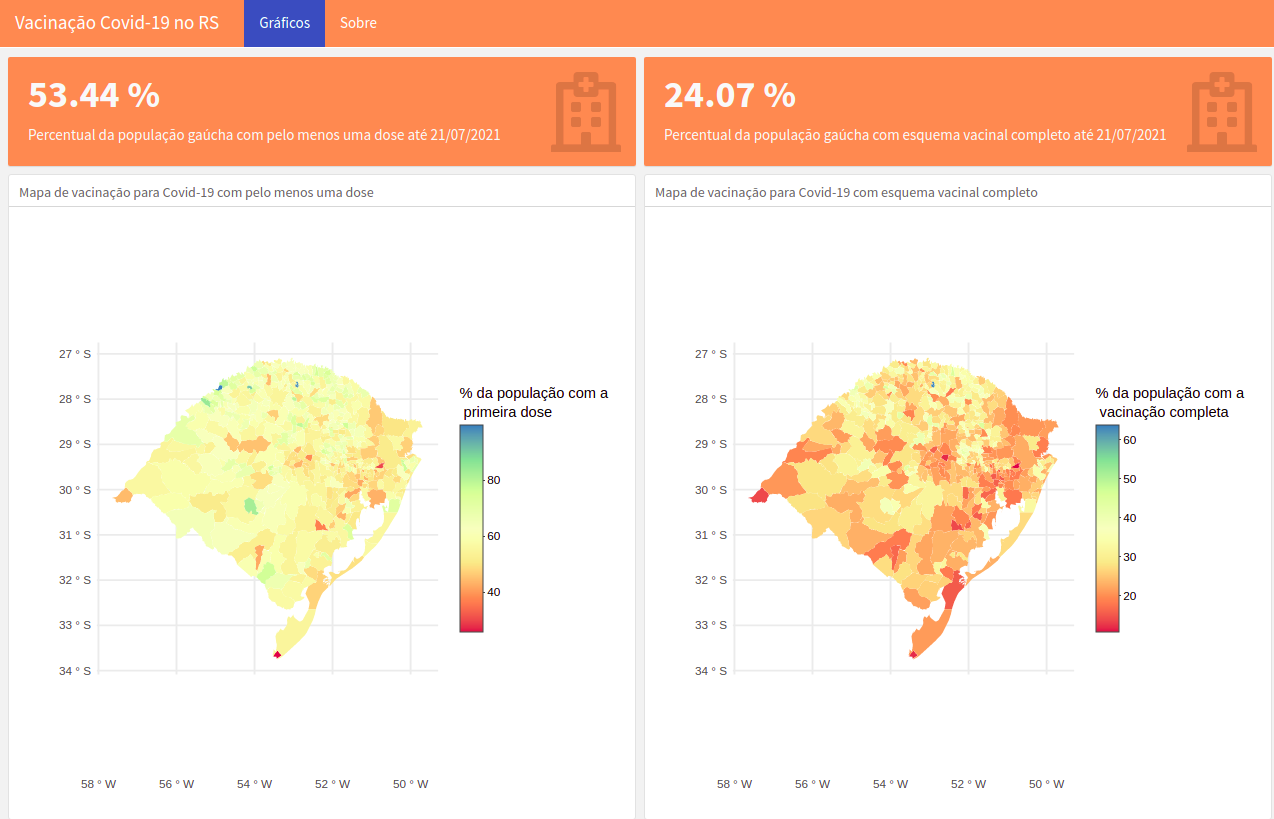 Vacinação Covid-19 no RS
Gráficos
Sobre
53.44 %
Percentual da população gaúcha com pelo menos uma dose até 21/07/2021
24.07 %
Percentual da população gaúcha com esquema vacinal completo até 21/07/2021
Mapa de vacinação para Covid-19 com pelo menos uma dose
27 ° S
28 ° S
29 ° S
30 ° S
31 ° S
32 ° S
33 ° S
34 ° S
58 ° W
56 ° W
54 ° W
52 ° W
50 ° W
% da população com a
primeira dose
80
60
40
Mapa de vacinação para Covid-19 com esquema vacinal completo
27 ° S
28 ° S
29 ° S
30 ° S
31 ° S
32 ° S
33 ° S
34 ° S
58 ° W
56 ° W
54 ° W
52 ° W
50 ° W
% da população com a
vacinação completa
60
50
40
30
20